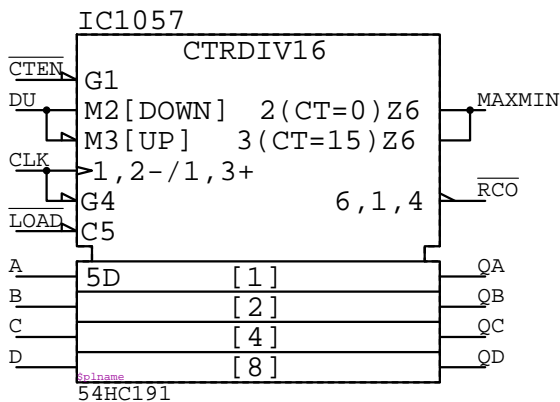 IC1057
CTRDIV16
CTEN G1
DU M2[DOWN] 2(CT=0)Z6 MAXMIN
M3[UP] 3(CT=15)Z6
CLK 1,2-/1,3+
G4 6,1,4 RCO
LOAD C5
A 5D [1] QA
B [2] QB
C [4] QC
D [8] QD
$plname
54HC191